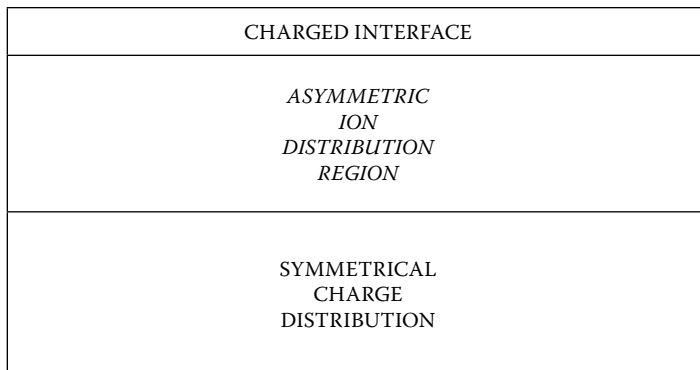 CHARGED INTERFACE
ASYMMETRIC
ION
DISTRIBUTION
REGION
SYMMETRICAL
CHARGE
DISTRIBUTION